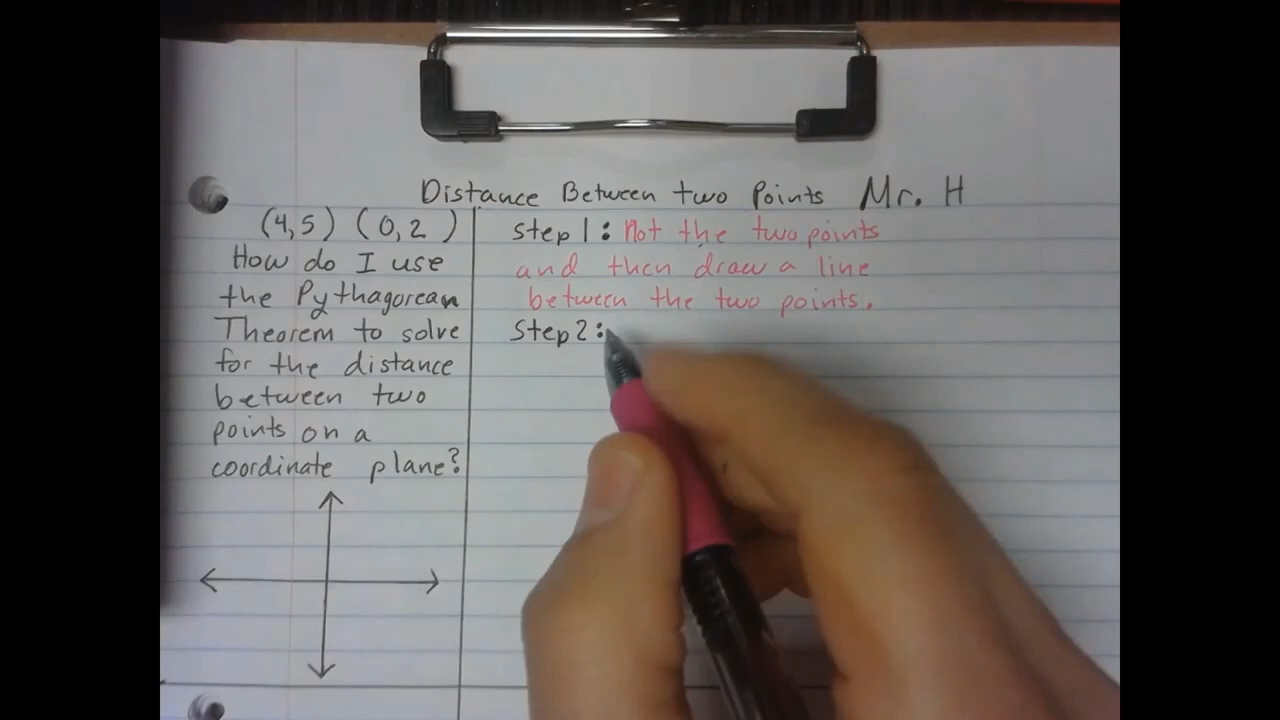 Distance Between two Points Mr. H
(4,5) (0,2)
How do I use
the Pythagorean
Theorem to solve
for the distance
between two
points on a
coordinate plane?
Step 1: Plot the two points
and then draw a line
between the two points.
Step 2: